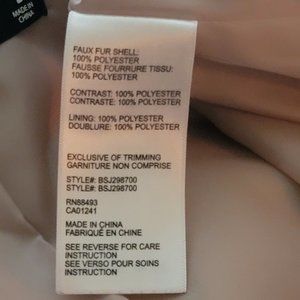 MADE IN
CHINA
FAUX FUR SHELL:
100% POLYESTER
FAUSSE FOURRURE TISSU:
100% POLYESTER
CONTRAST: 100% POLYESTER
CONTRASTE: 100% POLYESTER
LINING: 100% POLYESTER
DOUBLURE: 100% POLYESTER
EXCLUSIVE OF TRIMMING
GARNITURE NON COMPRISE
STYLE#: BSJ298700
STYLE#: BSJ298700
RN88493
CA01241
MADE IN CHINA
FABRIQUÉ EN CHINE
SEE REVERSE FOR CARE
INSTRUCTION
SEE VERSO POUR SOINS
INSTRUCTION